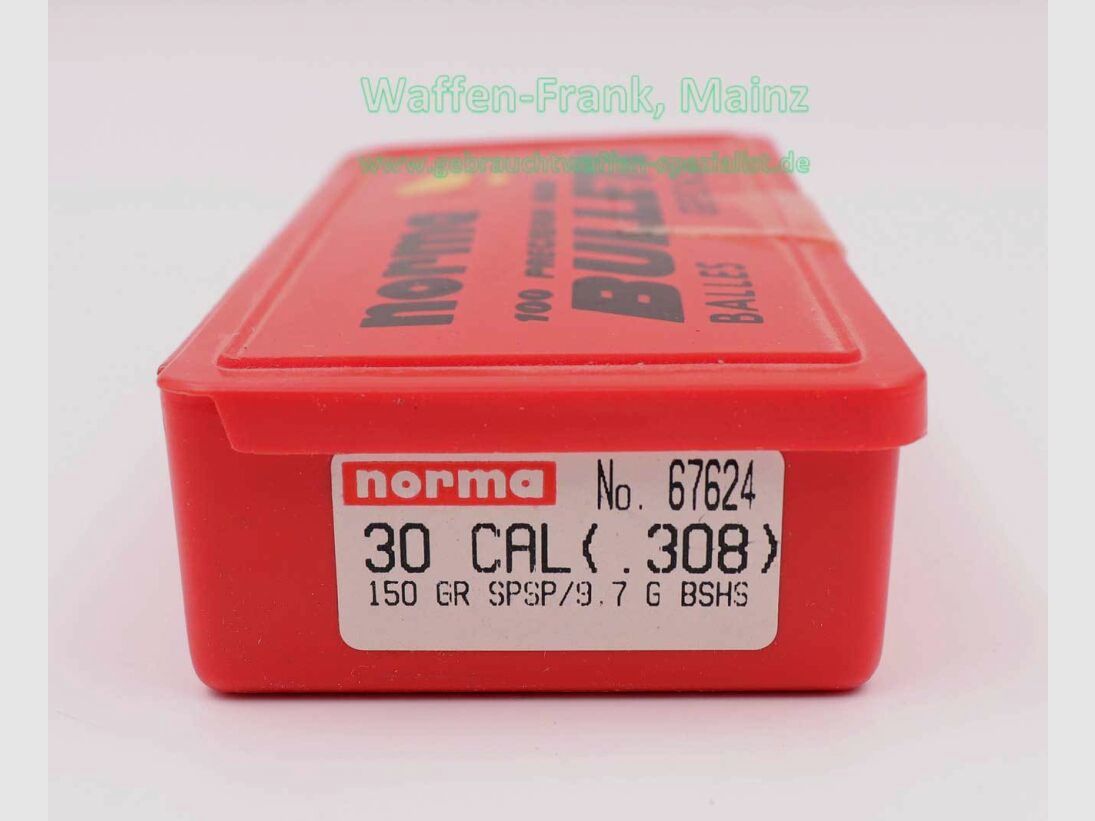 Waffen-Frank, Mainz
www.gebrauchtwaffen-spezialist.de
norma
100 PRECISION
BALLES
norma No. 67624
30 CAL(.308)
150 GR SPSP/9.7 G BSHS